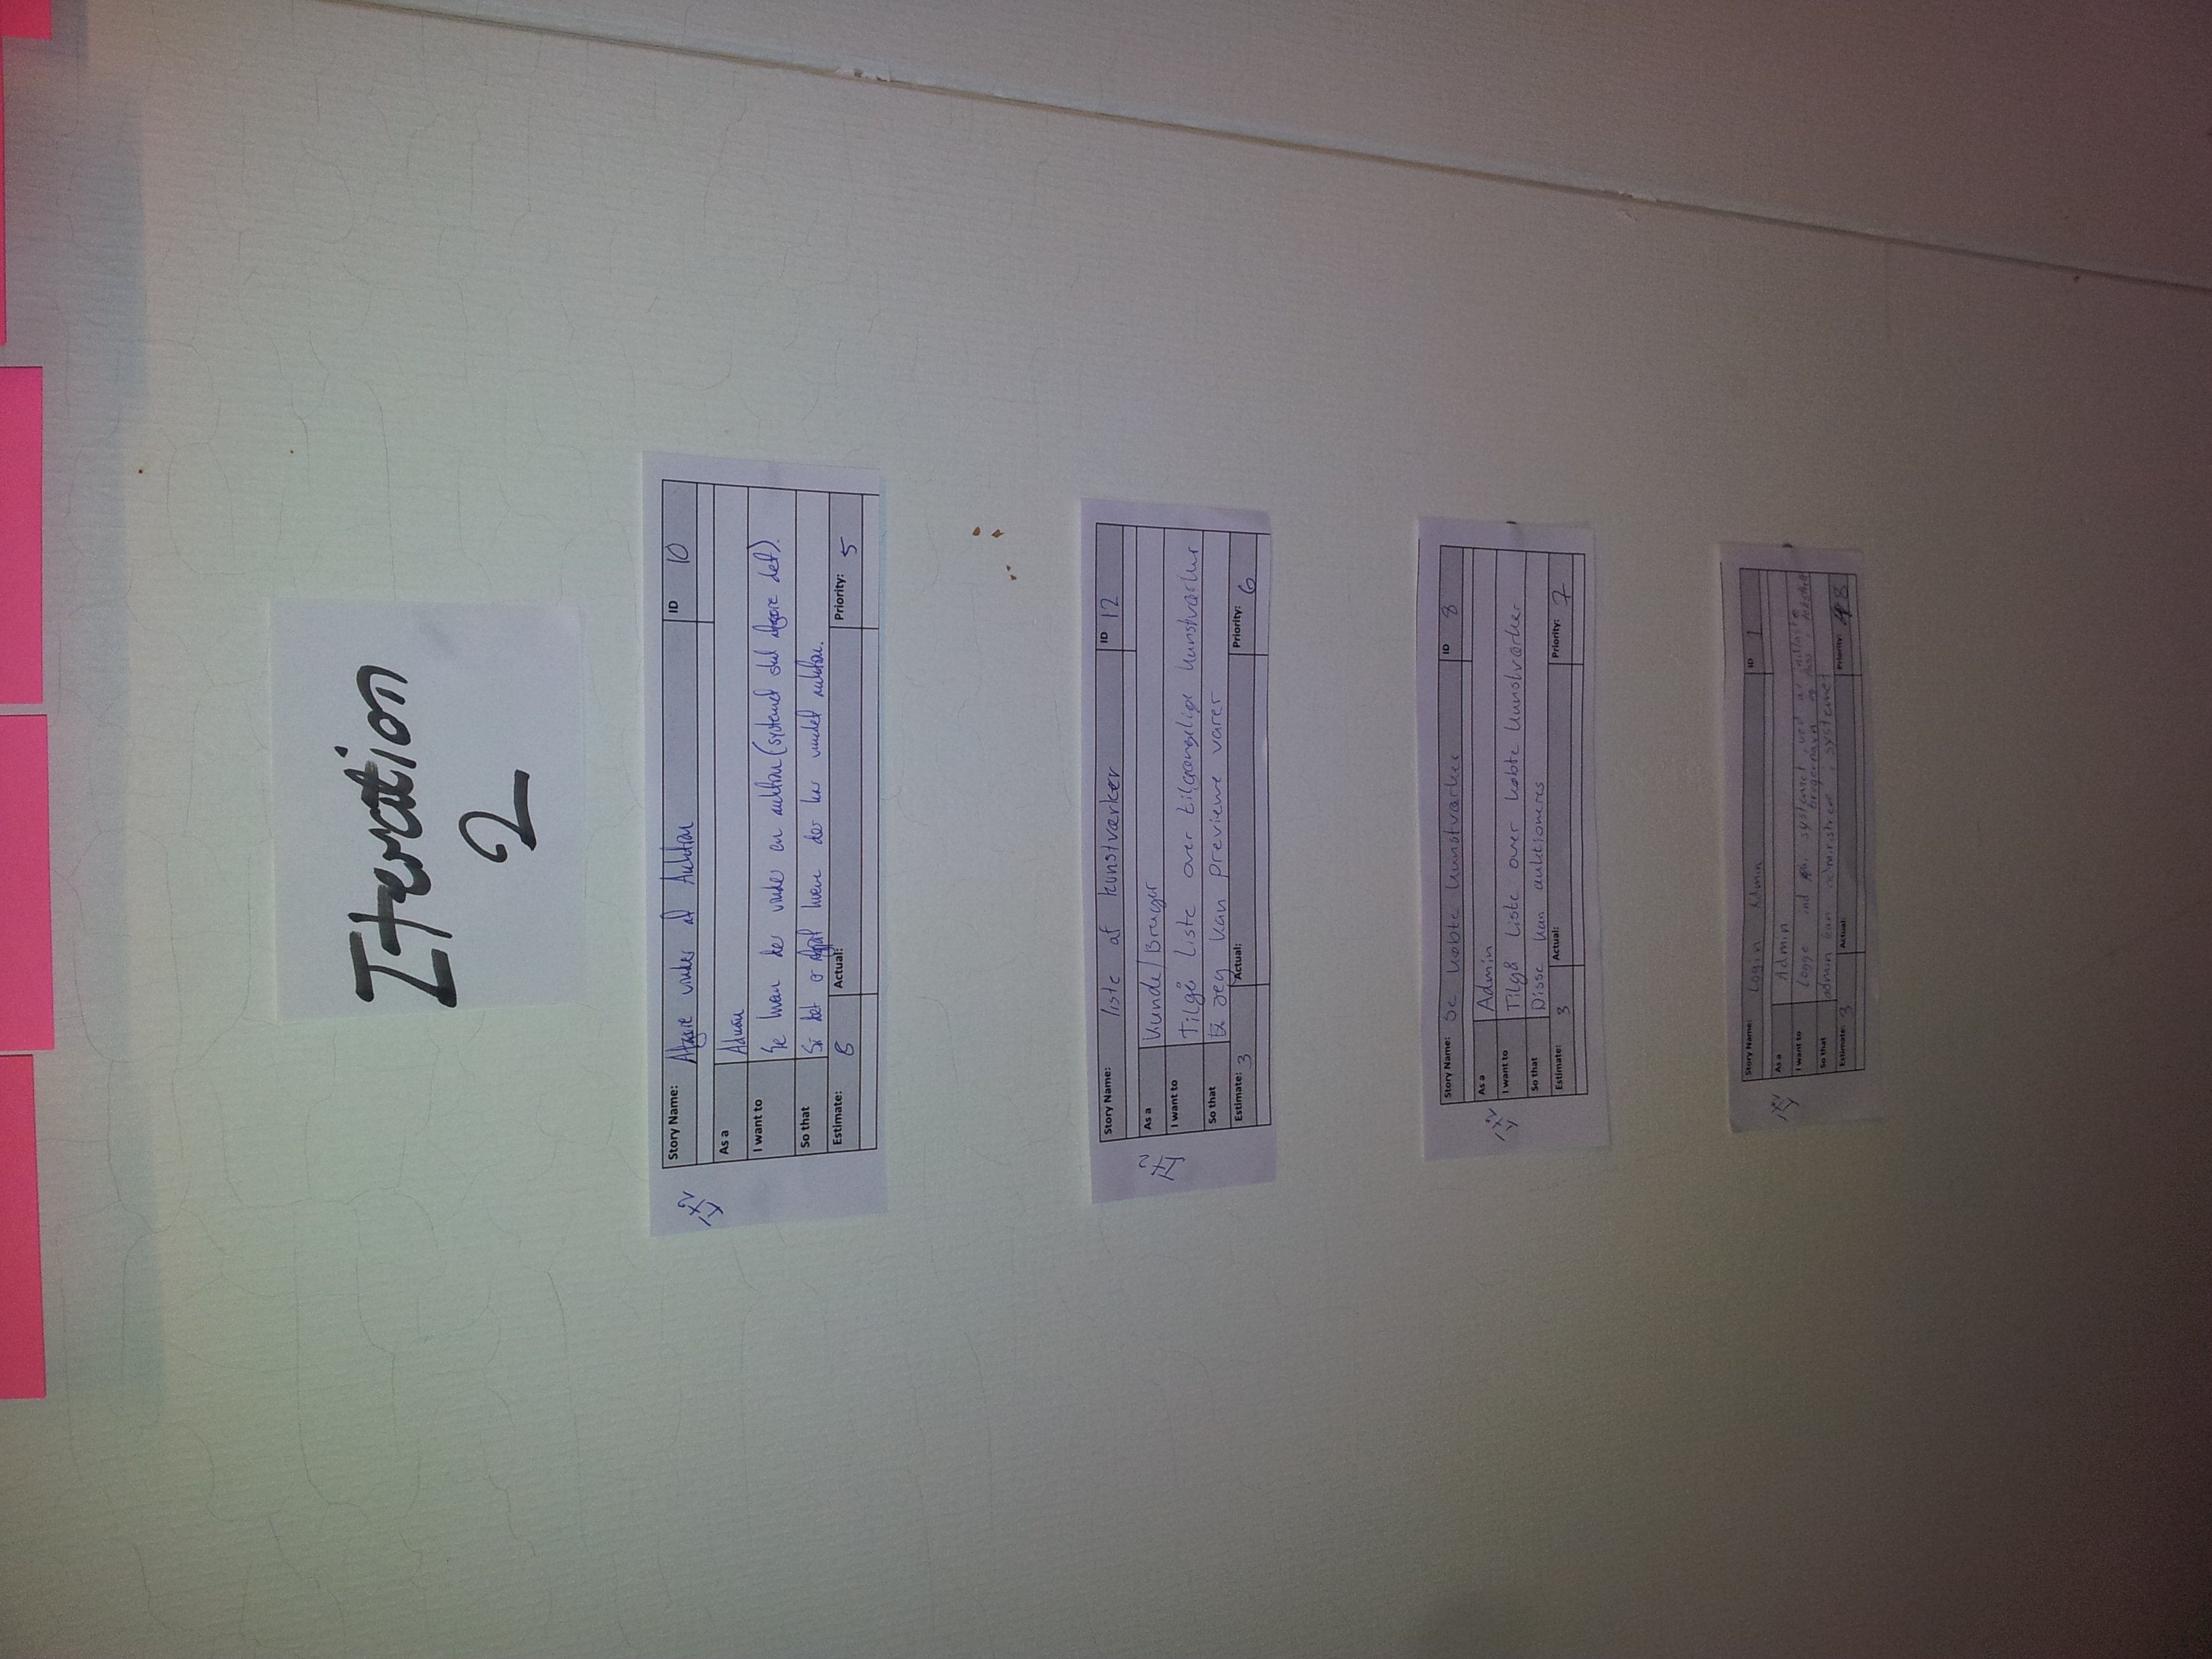 Iteration
2
It2
Story Name: Afgøre vinder af Auktion ID 10
As a Admin
I want to Se hvem der vinder en auktion (systemet skal afgøre det).
So that Så det er afgjort hvem der har vundet auktion.
Estimate: 8 Actual: Priority: 5
It2
Story Name: liste af kunstværker ID 12
As a Kunde/Bruger
I want to Tilgå liste over tilgængelige kunstværker
So that Jeg kan previewe varer
Estimate: 3 Actual: Priority: 6
It2
Story Name: Se købte kunstværker ID 8
As a Admin
I want to Tilgå liste over købte kunstværker
So that Disse kan auktioneres
Estimate: 3 Actual: Priority: 7
It2
Story Name: Login Admin ID 1
As a Admin
I want to Logge ind systemet ved at indtaste
brugernavn og pass i
So that admin kan administrere i systemet
Estimate: 3 Actual: Priority: 8